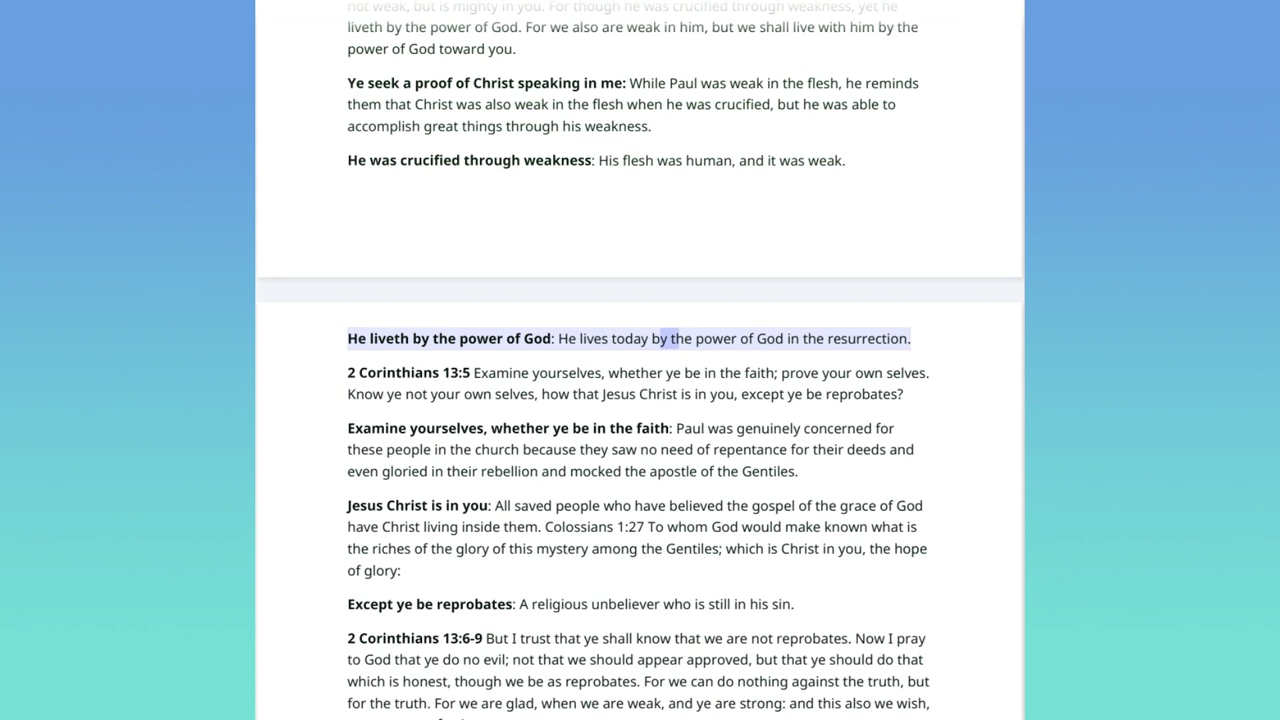 not weak, but is mighty in you. For though he was crucified through weakness, yet he
liveth by the power of God. For we also are weak in him, but we shall live with him by the
power of God toward you.
Ye seek a proof of Christ speaking in me: While Paul was weak in the flesh, he reminds
them that Christ was also weak in the flesh when he was crucified, but he was able to
accomplish great things through his weakness.
He was crucified through weakness: His flesh was human, and it was weak.
He liveth by the power of God: He lives today by the power of God in the resurrection.
2 Corinthians 13:5 Examine yourselves, whether ye be in the faith; prove your own selves.
Know ye not your own selves, how that Jesus Christ is in you, except ye be reprobates?
Examine yourselves, whether ye be in the faith: Paul was genuinely concerned for
these people in the church because they saw no need of repentance for their deeds and
even gloried in their rebellion and mocked the apostle of the Gentiles.
Jesus Christ is in you: All saved people who have believed the gospel of the grace of God
have Christ living inside them. Colossians 1:27 To whom God would make known what is
the riches of the glory of this mystery among the Gentiles; which is Christ in you, the hope
of glory:
Except ye be reprobates: A religious unbeliever who is still in his sin.
2 Corinthians 13:6-9 But I trust that ye shall know that we are not reprobates. Now I pray
to God that ye do no evil; not that we should appear approved, but that ye should do that
which is honest, though we be as reprobates. For we can do nothing against the truth, but
for the truth. For we are glad, when we are weak, and ye are strong: and this also we wish,